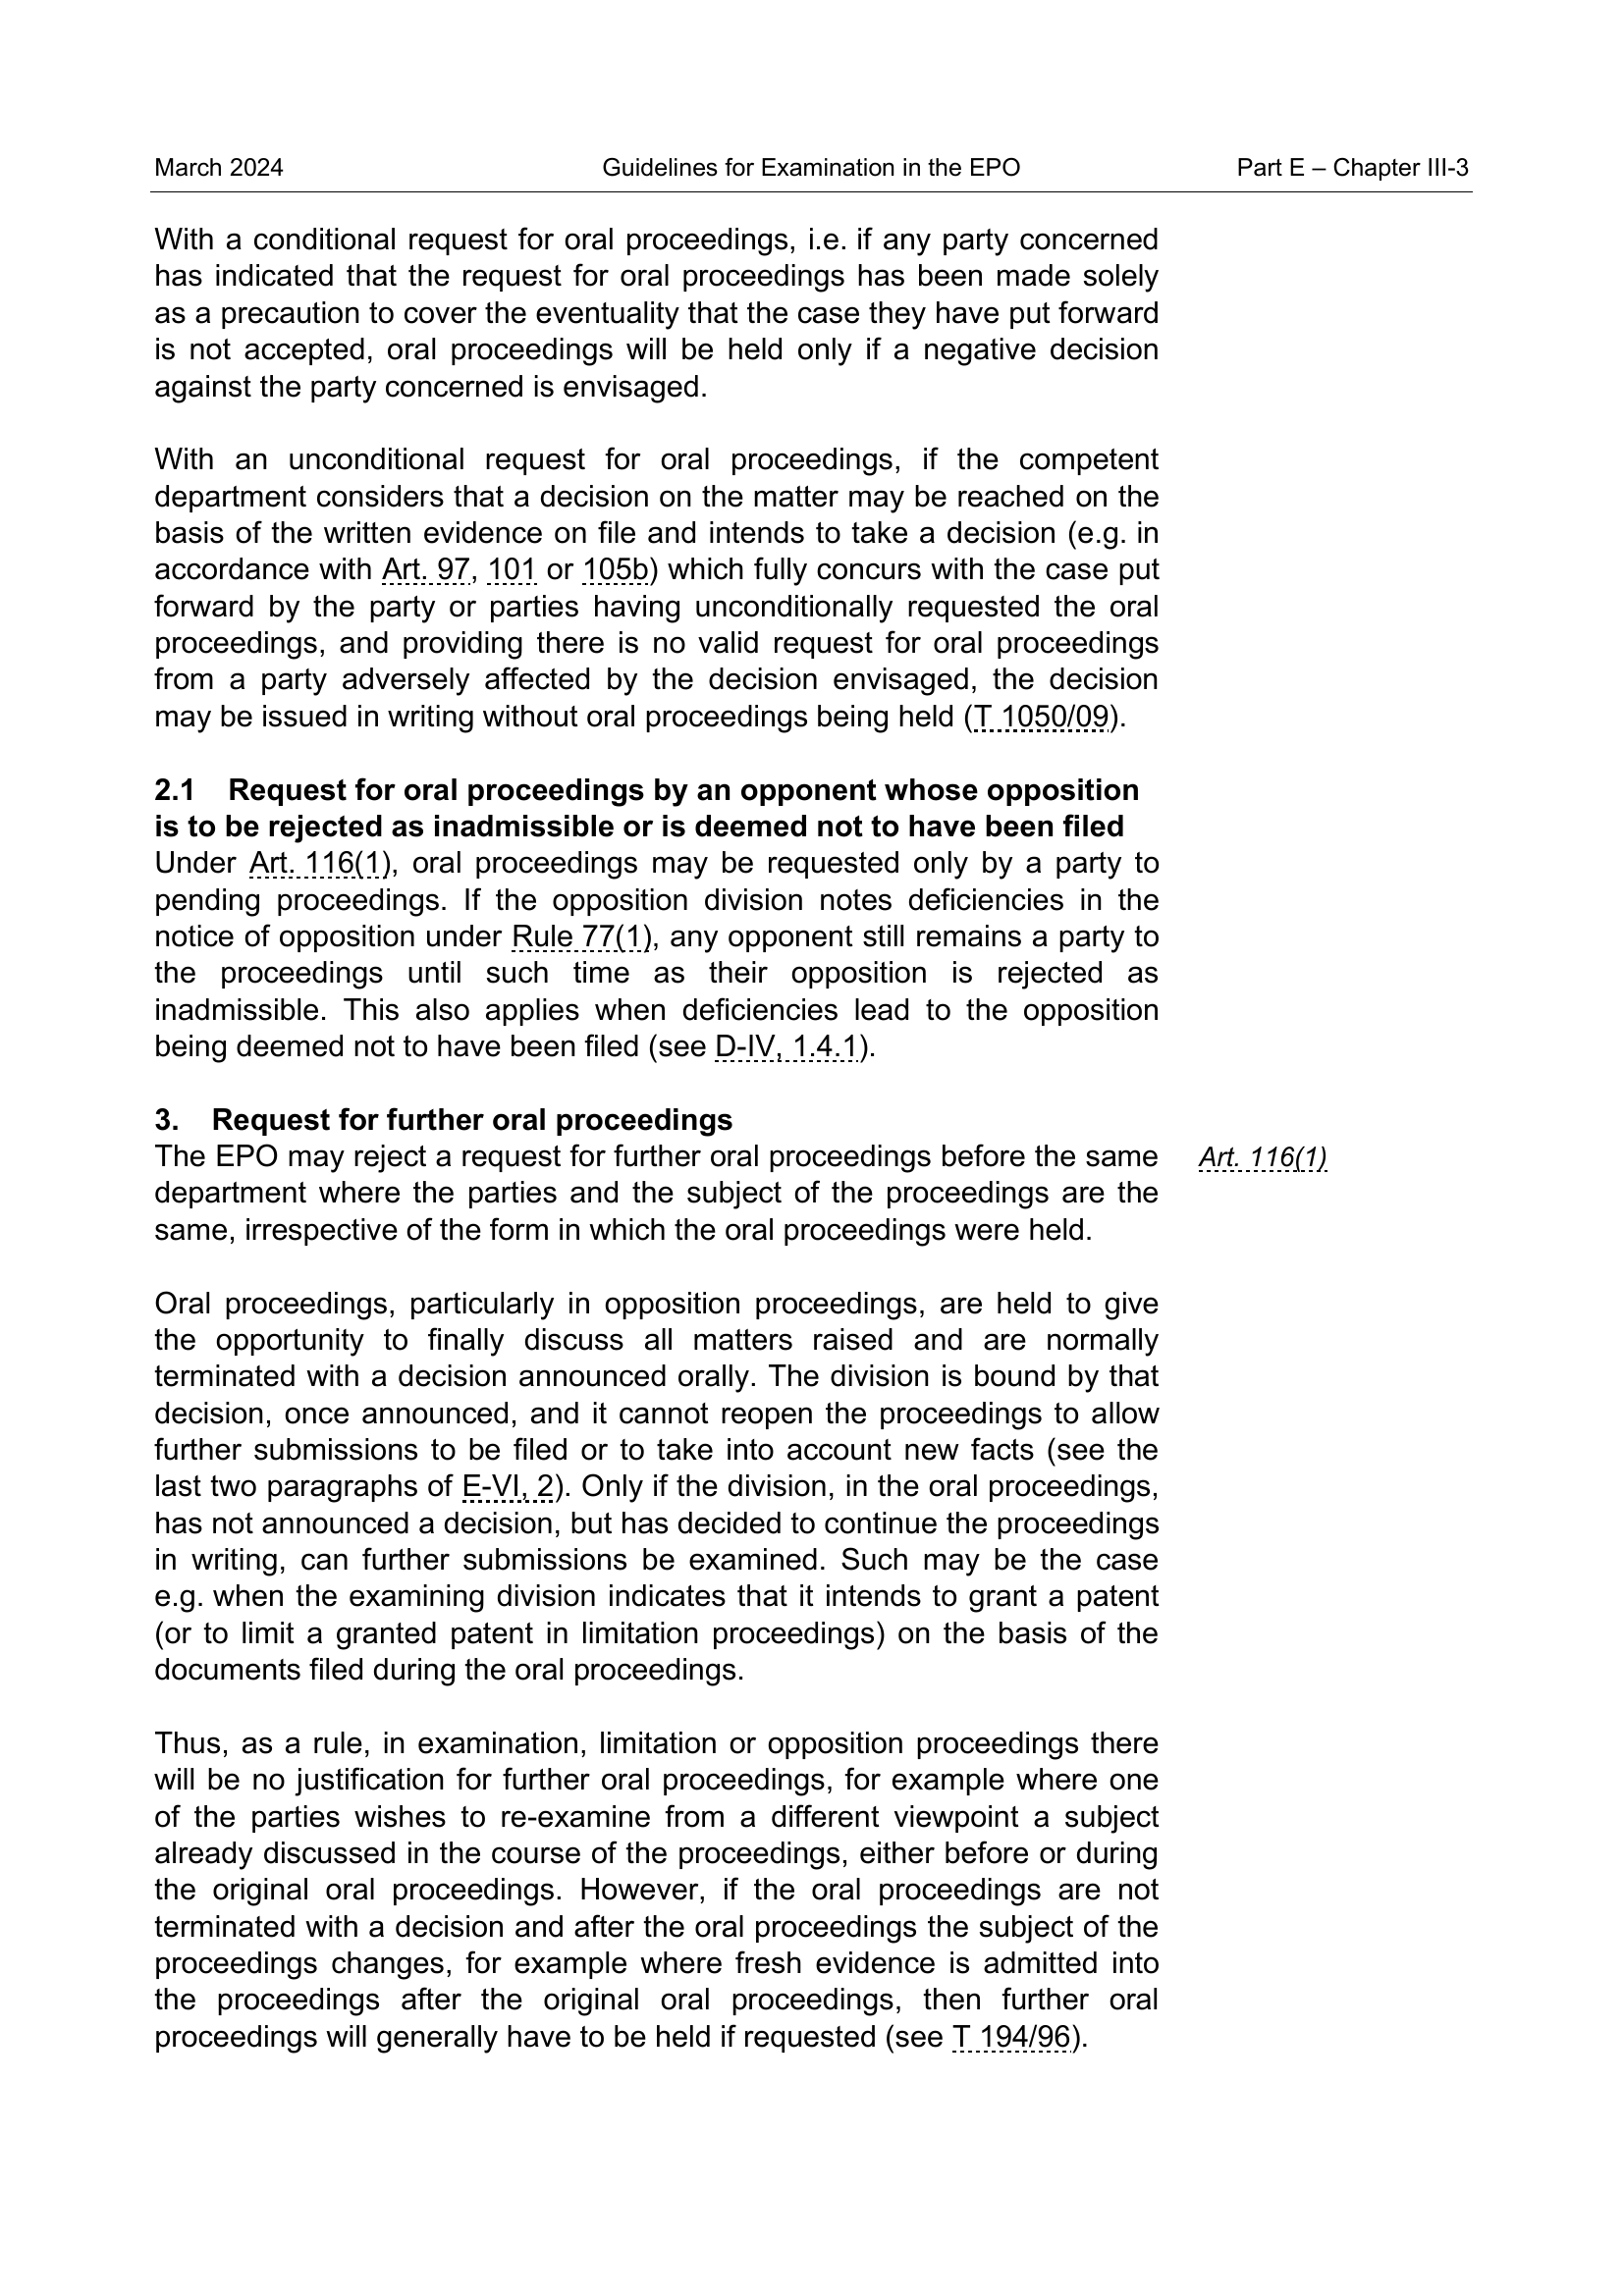 March 2024 Guidelines for Examination in the EPO Part E – Chapter III-3
With a conditional request for oral proceedings, i.e. if any party concerned
has indicated that the request for oral proceedings has been made solely
as a precaution to cover the eventuality that the case they have put forward
is not accepted, oral proceedings will be held only if a negative decision
against the party concerned is envisaged.
With an unconditional request for oral proceedings, if the competent
department considers that a decision on the matter may be reached on the
basis of the written evidence on file and intends to take a decision (e.g. in
accordance with Art. 97, 101 or 105b) which fully concurs with the case put
forward by the party or parties having unconditionally requested the oral
proceedings, and providing there is no valid request for oral proceedings
from a party adversely affected by the decision envisaged, the decision
may be issued in writing without oral proceedings being held (T 1050/09).
2.1 Request for oral proceedings by an opponent whose opposition
is to be rejected as inadmissible or is deemed not to have been filed
Under Art. 116(1), oral proceedings may be requested only by a party to
pending proceedings. If the opposition division notes deficiencies in the
notice of opposition under Rule 77(1), any opponent still remains a party to
the proceedings until such time as their opposition is rejected as
inadmissible. This also applies when deficiencies lead to the opposition
being deemed not to have been filed (see D-IV, 1.4.1).
3. Request for further oral proceedings
The EPO may reject a request for further oral proceedings before the same Art. 116(1)
department where the parties and the subject of the proceedings are the
same, irrespective of the form in which the oral proceedings were held.
Oral proceedings, particularly in opposition proceedings, are held to give
the opportunity to finally discuss all matters raised and are normally
terminated with a decision announced orally. The division is bound by that
decision, once announced, and it cannot reopen the proceedings to allow
further submissions to be filed or to take into account new facts (see the
last two paragraphs of E-VI, 2). Only if the division, in the oral proceedings,
has not announced a decision, but has decided to continue the proceedings
in writing, can further submissions be examined. Such may be the case
e.g. when the examining division indicates that it intends to grant a patent
(or to limit a granted patent in limitation proceedings) on the basis of the
documents filed during the oral proceedings.
Thus, as a rule, in examination, limitation or opposition proceedings there
will be no justification for further oral proceedings, for example where one
of the parties wishes to re-examine from a different viewpoint a subject
already discussed in the course of the proceedings, either before or during
the original oral proceedings. However, if the oral proceedings are not
terminated with a decision and after the oral proceedings the subject of the
proceedings changes, for example where fresh evidence is admitted into
the proceedings after the original oral proceedings, then further oral
proceedings will generally have to be held if requested (see T 194/96).